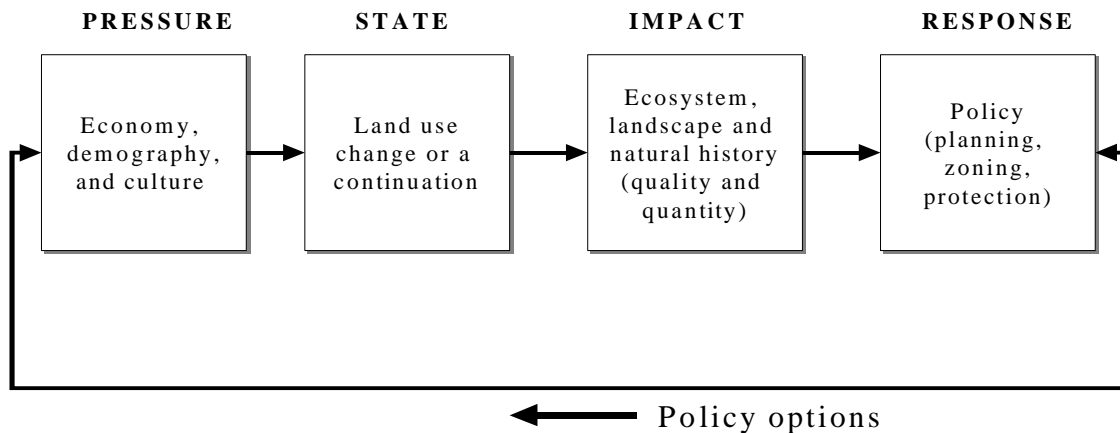 PRESSURE STATE IMPACT RESPONSE
Economy,
demography,
and culture
Land use
change or a
continuation
Ecosystem,
landscape and
natural history
(quality and
quantity)
Policy
(planning,
zoning,
protection)
Policy options